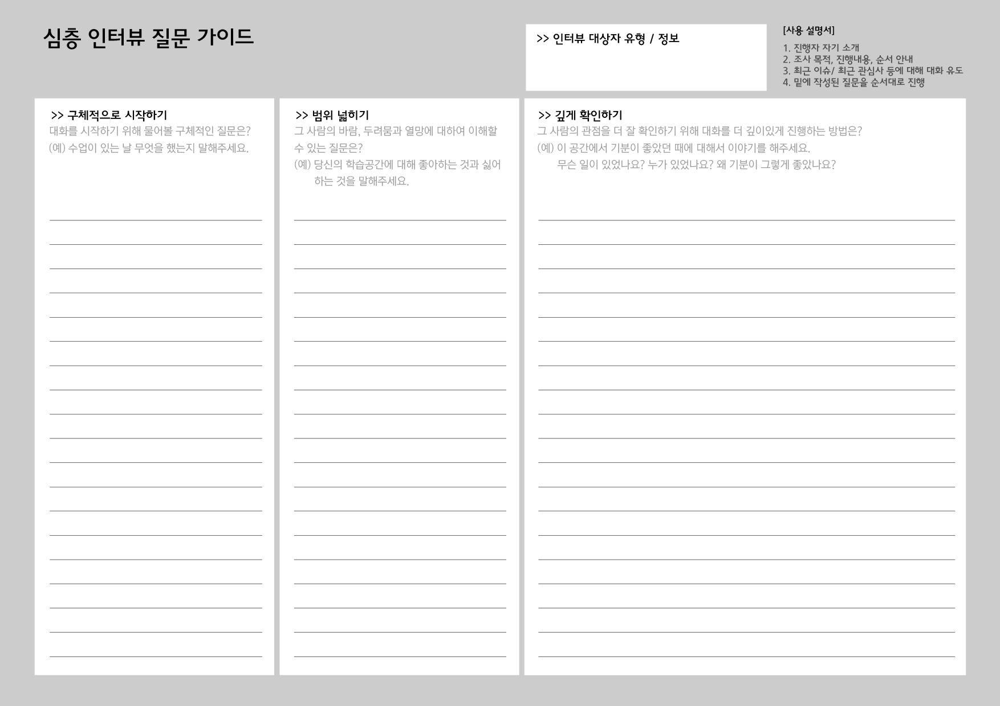 심층 인터뷰 질문 가이드
>> 인터뷰 대상자 유형 / 정보
[사용 설명서]
1. 진행자 자기 소개
2. 조사 목적, 진행내용, 순서 안내
3. 최근 이슈/ 최근 관심사 등에 대해 대화 유도
4. 밑에 작성된 질문을 순서대로 진행
>> 구체적으로 시작하기
대화를 시작하기 위해 물어볼 구체적인 질문은?
(예) 수업이 있는 날 무엇을 했는지 말해주세요.
>> 범위 넓히기
그 사람의 바람, 두려움과 열망에 대하여 이해할
수 있는 질문은?
(예) 당신의 학습공간에 대해 좋아하는 것과 싫어
하는 것을 말해주세요.
>> 깊게 확인하기
그 사람의 관점을 더 잘 확인하기 위해 대화를 더 깊이있게 진행하는 방법은?
(예) 이 공간에서 기분이 좋았던 때에 대해서 이야기를 해주세요.
무슨 일이 있었나요? 누가 있었나요? 왜 기분이 그렇게 좋았나요?